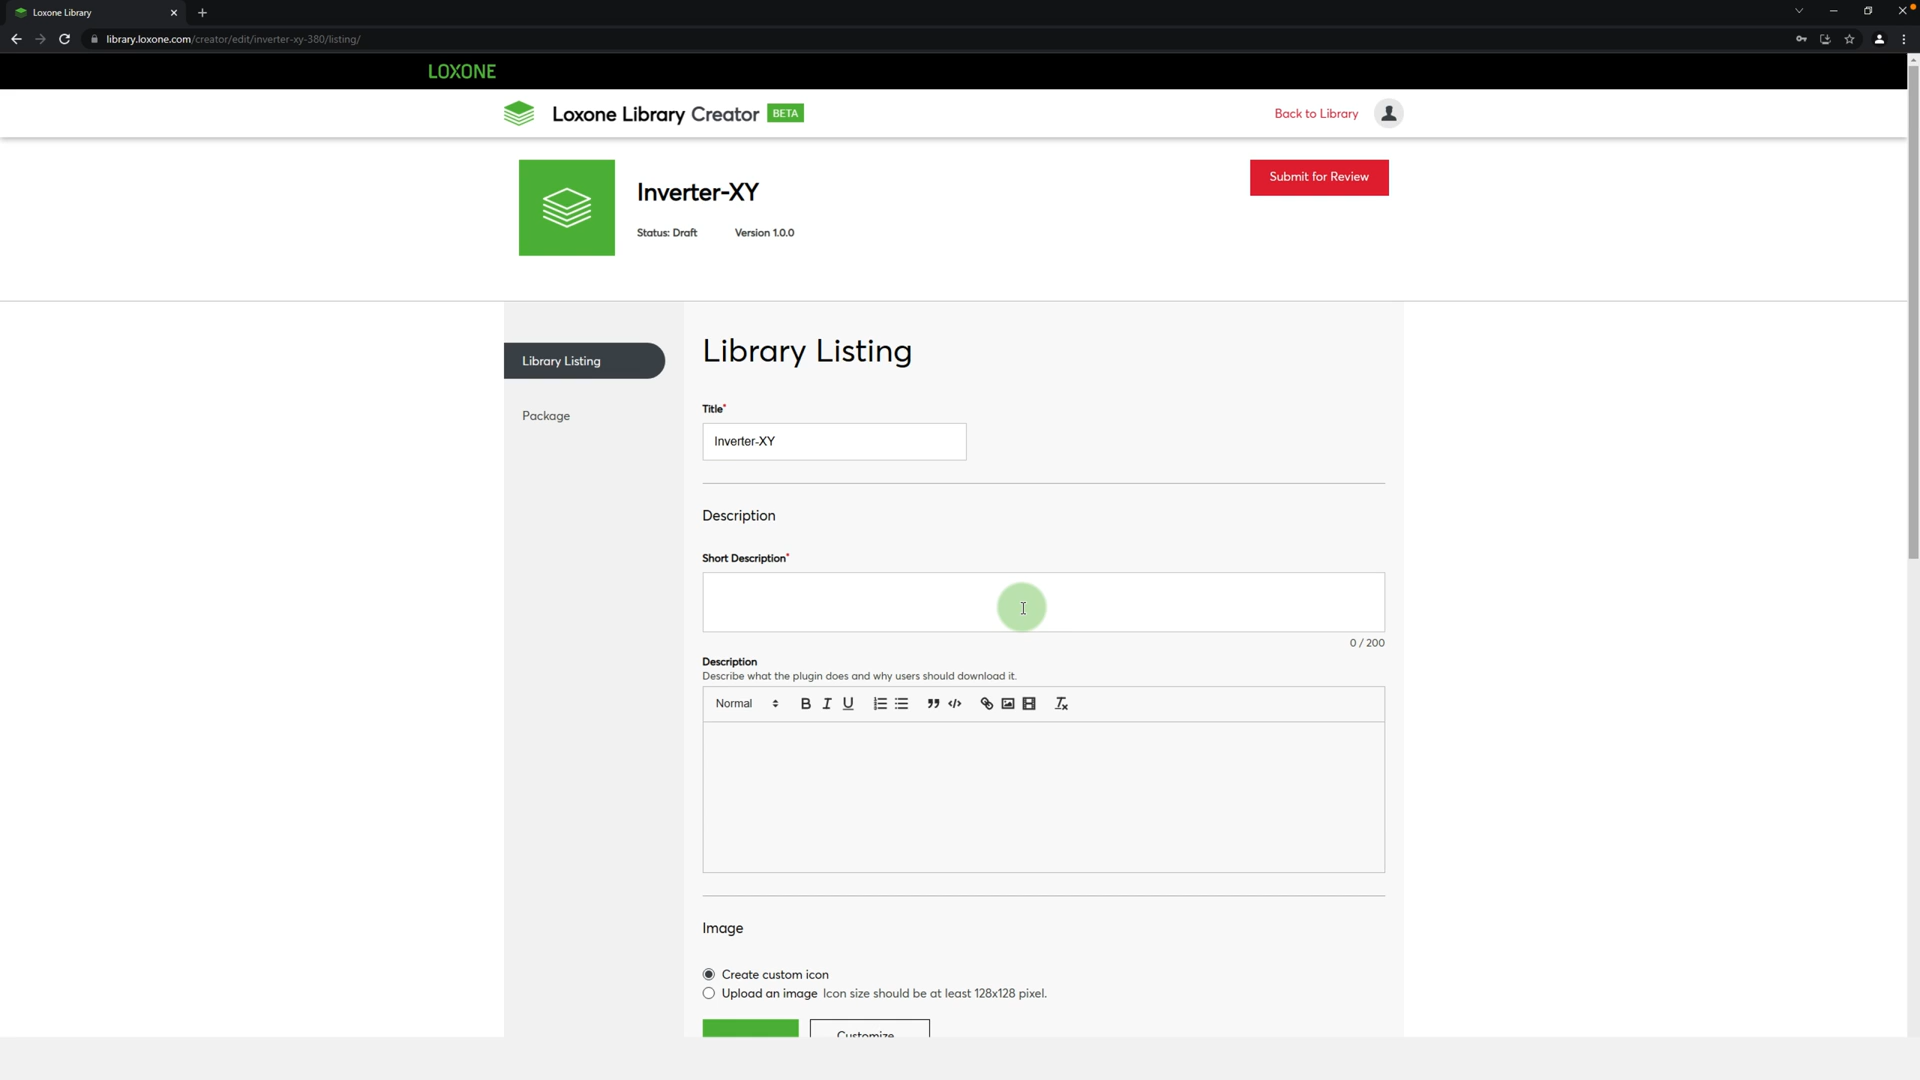 Loxone Library
library.loxone.com/creator/edit/inverter-xy-380/listing/
LOXONE
Loxone Library Creator BETA
Back to Library
Inverter-XY
Submit for Review
Status: Draft Version 1.0.0
Library Listing
Package
Library Listing
Title*
Inverter-XY
Description
Short Description*
0 / 200
Description
Describe what the plugin does and why users should download it.
Normal B I U
Image
Create custom icon
Upload an image Icon size should be at least 128x128 pixel.
Customize